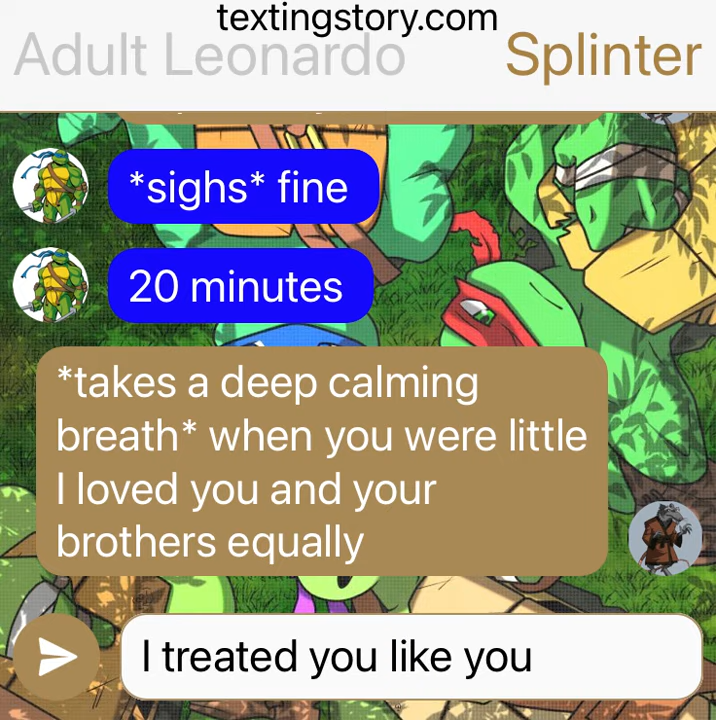 textingstory.com
Adult Leonardo
Splinter
*sighs* fine
20 minutes
*takes a deep calming
breath* when you were little
I loved you and your
brothers equally
I treated you like you